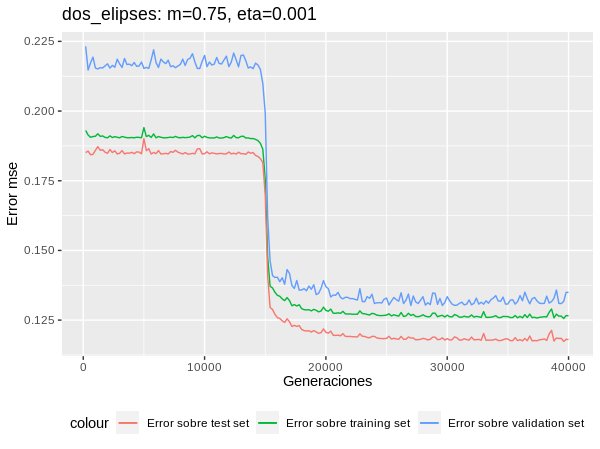 dos_elipses: m=0.75, eta=0.001
0.225
0.200
0.175
0.150
0.125
Error mse
0 10000 20000 30000 40000
Generaciones
colour Error sobre test set Error sobre training set Error sobre validation set